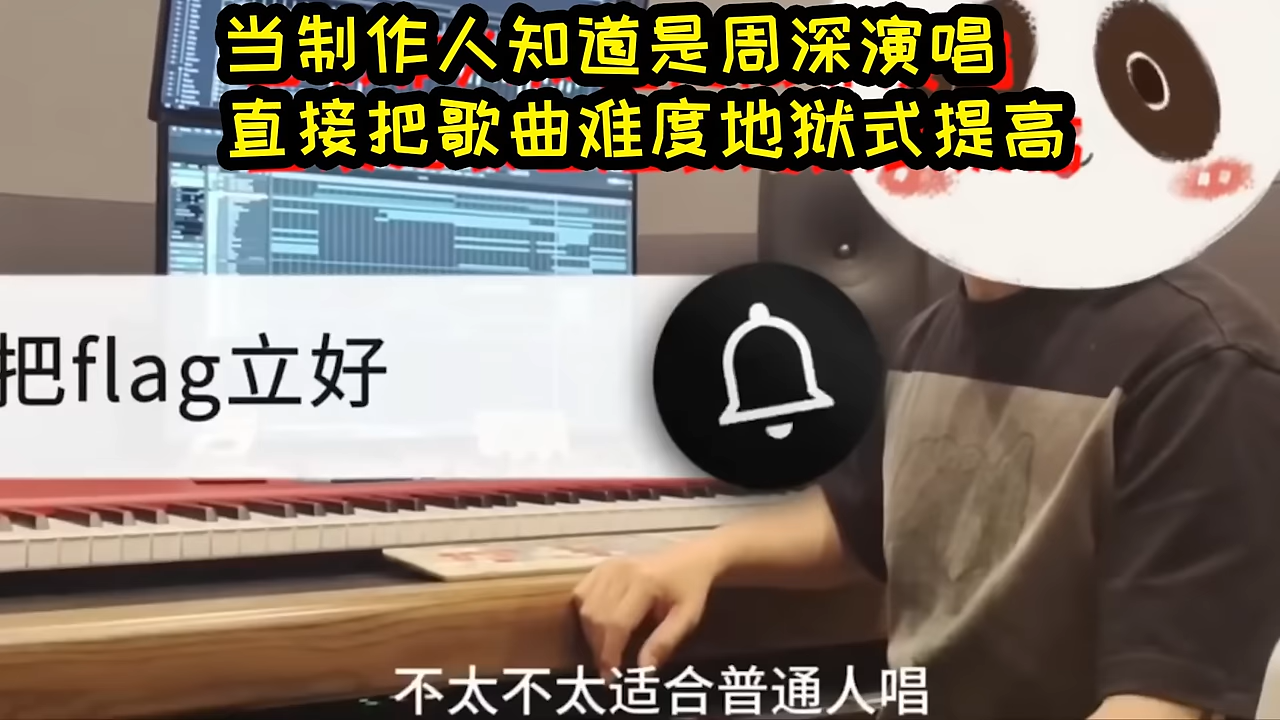 当制作人知道是周深演唱
直接把歌曲难度地狱式提高
把flag立好
不太不太适合普通人唱